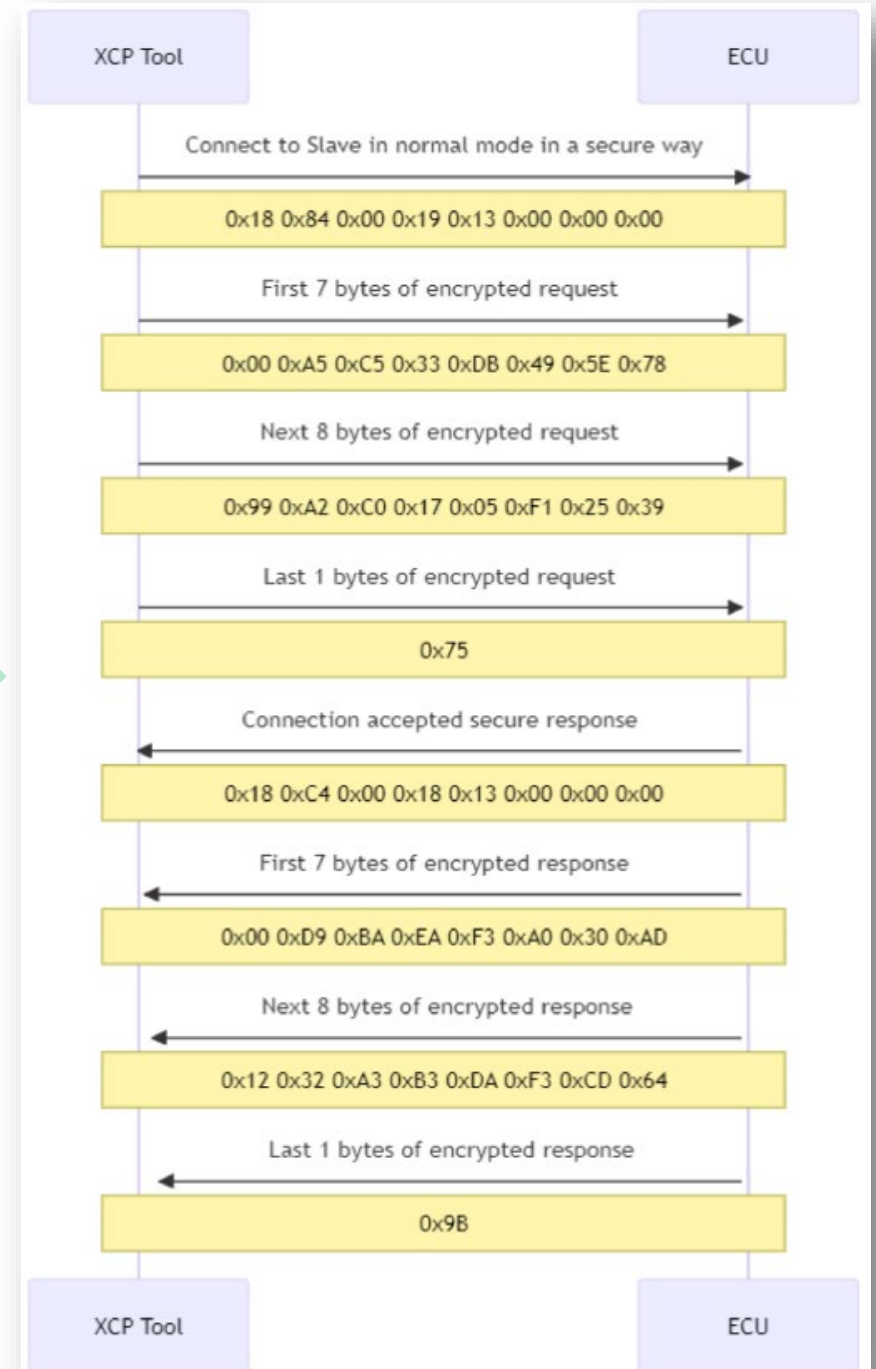 XCP Tool ECU
Connect to Slave in normal mode in a secure way
0x18 0x84 0x00 0x19 0x13 0x00 0x00 0x00
First 7 bytes of encrypted request
0x00 0xA5 0xC5 0x33 0xDB 0x49 0x5E 0x78
Next 8 bytes of encrypted request
0x99 0xA2 0xC0 0x17 0x05 0xF1 0x25 0x39
Last 1 bytes of encrypted request
0x75
Connection accepted secure response
0x18 0xC4 0x00 0x18 0x13 0x00 0x00 0x00
First 7 bytes of encrypted response
0x00 0xD9 0xBA 0xEA 0xF3 0xA0 0x30 0xAD
Next 8 bytes of encrypted response
0x12 0x32 0xA3 0xB3 0xDA 0xF3 0xCD 0x64
Last 1 bytes of encrypted response
0x9B
XCP Tool ECU